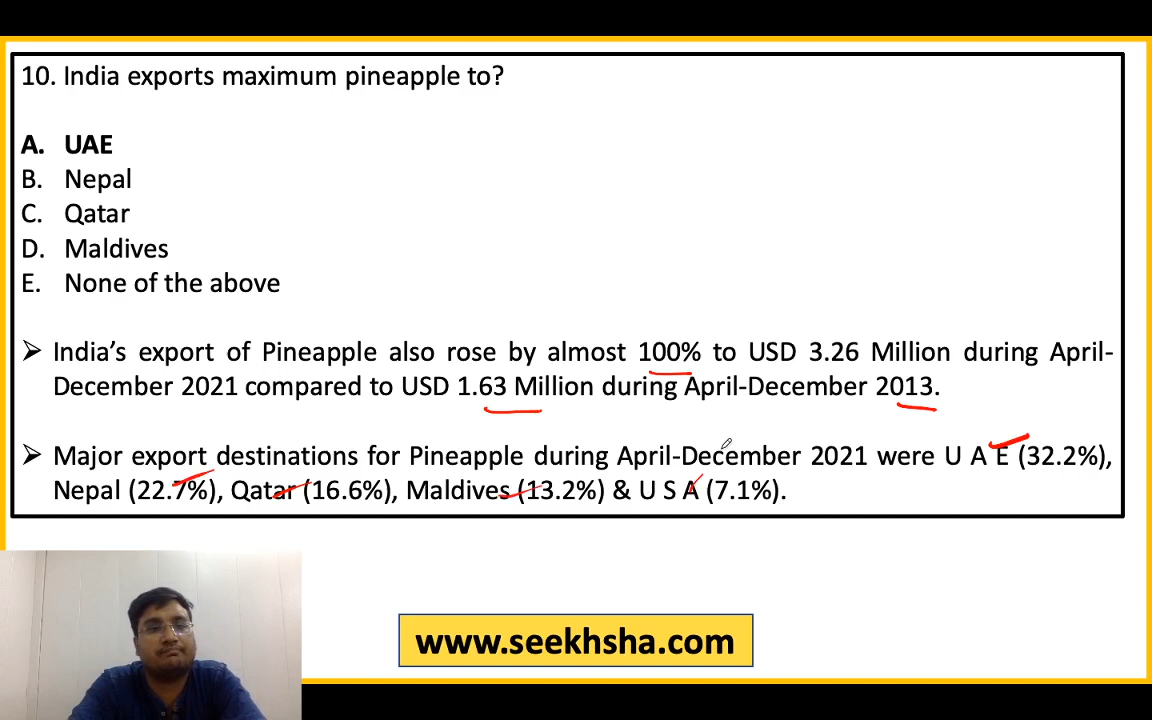 10. India exports maximum pineapple to?
A. UAE
B. Nepal
C. Qatar
D. Maldives
E. None of the above
➢ India’s export of Pineapple also rose by almost 100% to USD 3.26 Million during April-
December 2021 compared to USD 1.63 Million during April-December 2013.
➢ Major export destinations for Pineapple during April-December 2021 were U A E (32.2%),
Nepal (22.7%), Qatar (16.6%), Maldives (13.2%) & U S A (7.1%).
www.seekhsha.com